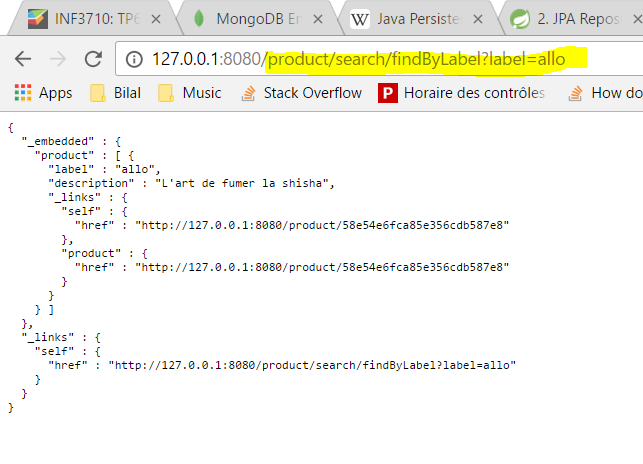 INF3710: TP6
MongoDB En
Java Persiste
2. JPA Repos
127.0.0.1:8080/product/search/findByLabel?label=allo
Apps Bilal Music Stack Overflow Horaire des contrôles How do
{
"_embedded" : {
"product" : [ {
"label" : "allo",
"description" : "L'art de fumer la shisha",
"_links" : {
"self" : {
"href" : "http://127.0.0.1:8080/product/58e54e6fca85e356cdb587e8"
},
"product" : {
"href" : "http://127.0.0.1:8080/product/58e54e6fca85e356cdb587e8"
}
}
} ]
},
"_links" : {
"self" : {
"href" : "http://127.0.0.1:8080/product/search/findByLabel?label=allo"
}
}
}